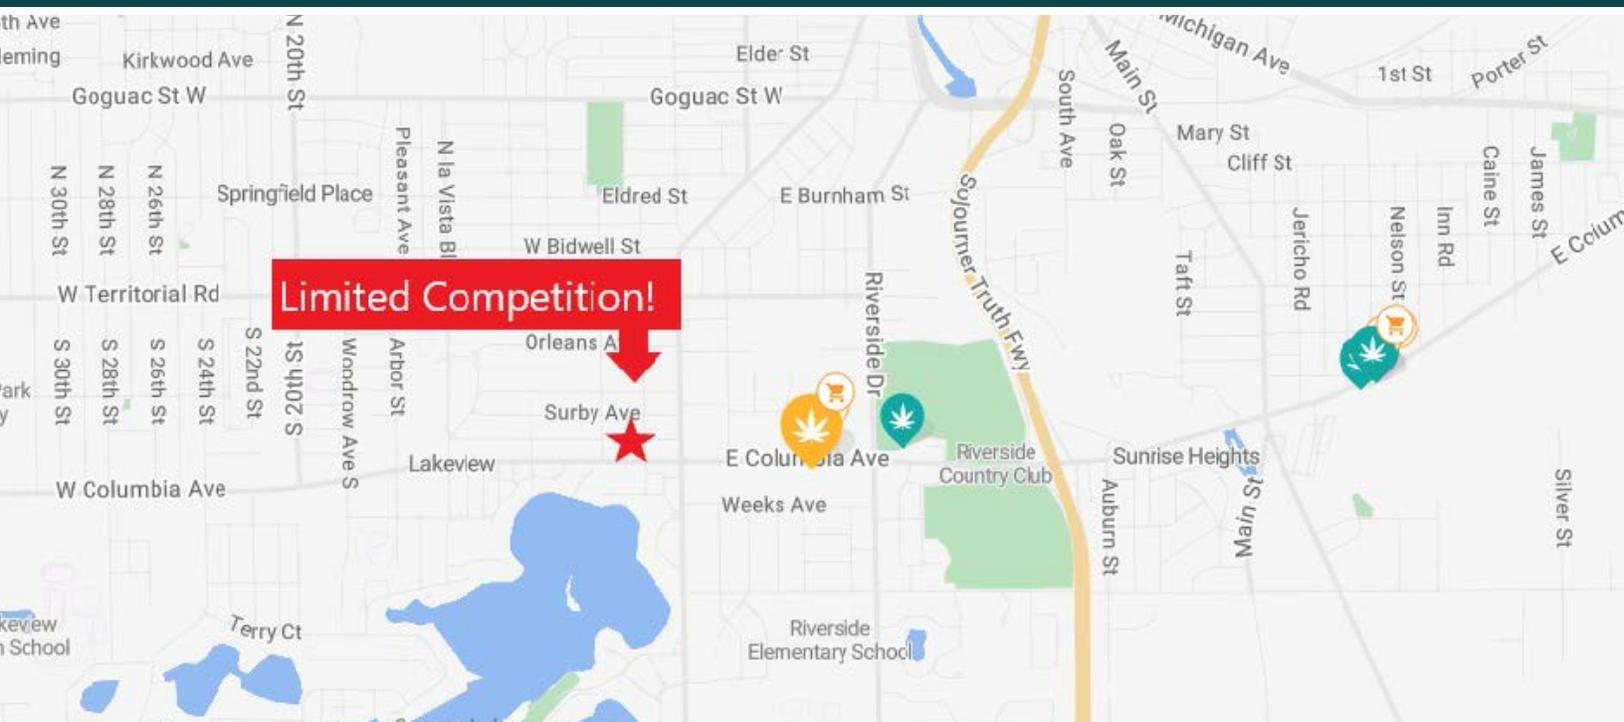 th Ave
leming
Kirkwood Ave
N 20th St
Elder St
Michigan Ave
Main St
1st St
Porter St
Goguac St W
Goguac St W
South Ave
Oak St
Mary St
Cliff St
Caine St
James St
N 30th St
N 28th St
N 26th St
Pleasant Ave
N la Vista Bl
Springfield Place
Eldred St
E Burnham St
Sojourner Truth Fwy
Jericho Rd
Nelson St
Inn Rd
E Colum
W Bidwell St
Taft St
W Territorial Rd
Limited Competition!
Riverside Dr
S 30th St
S 28th St
S 26th St
S 24th St
S 22nd St
S 20th St
Woodrow Ave S
Arbor St
Orleans A
Park
y
Surby Ave
Lakeview
E Columbia Ave
Riverside
Country Club
Sunrise Heights
W Columbia Ave
Weeks Ave
Auburn St
Main St
Silver St
keview
n School
Terry Ct
Riverside
Elementary School